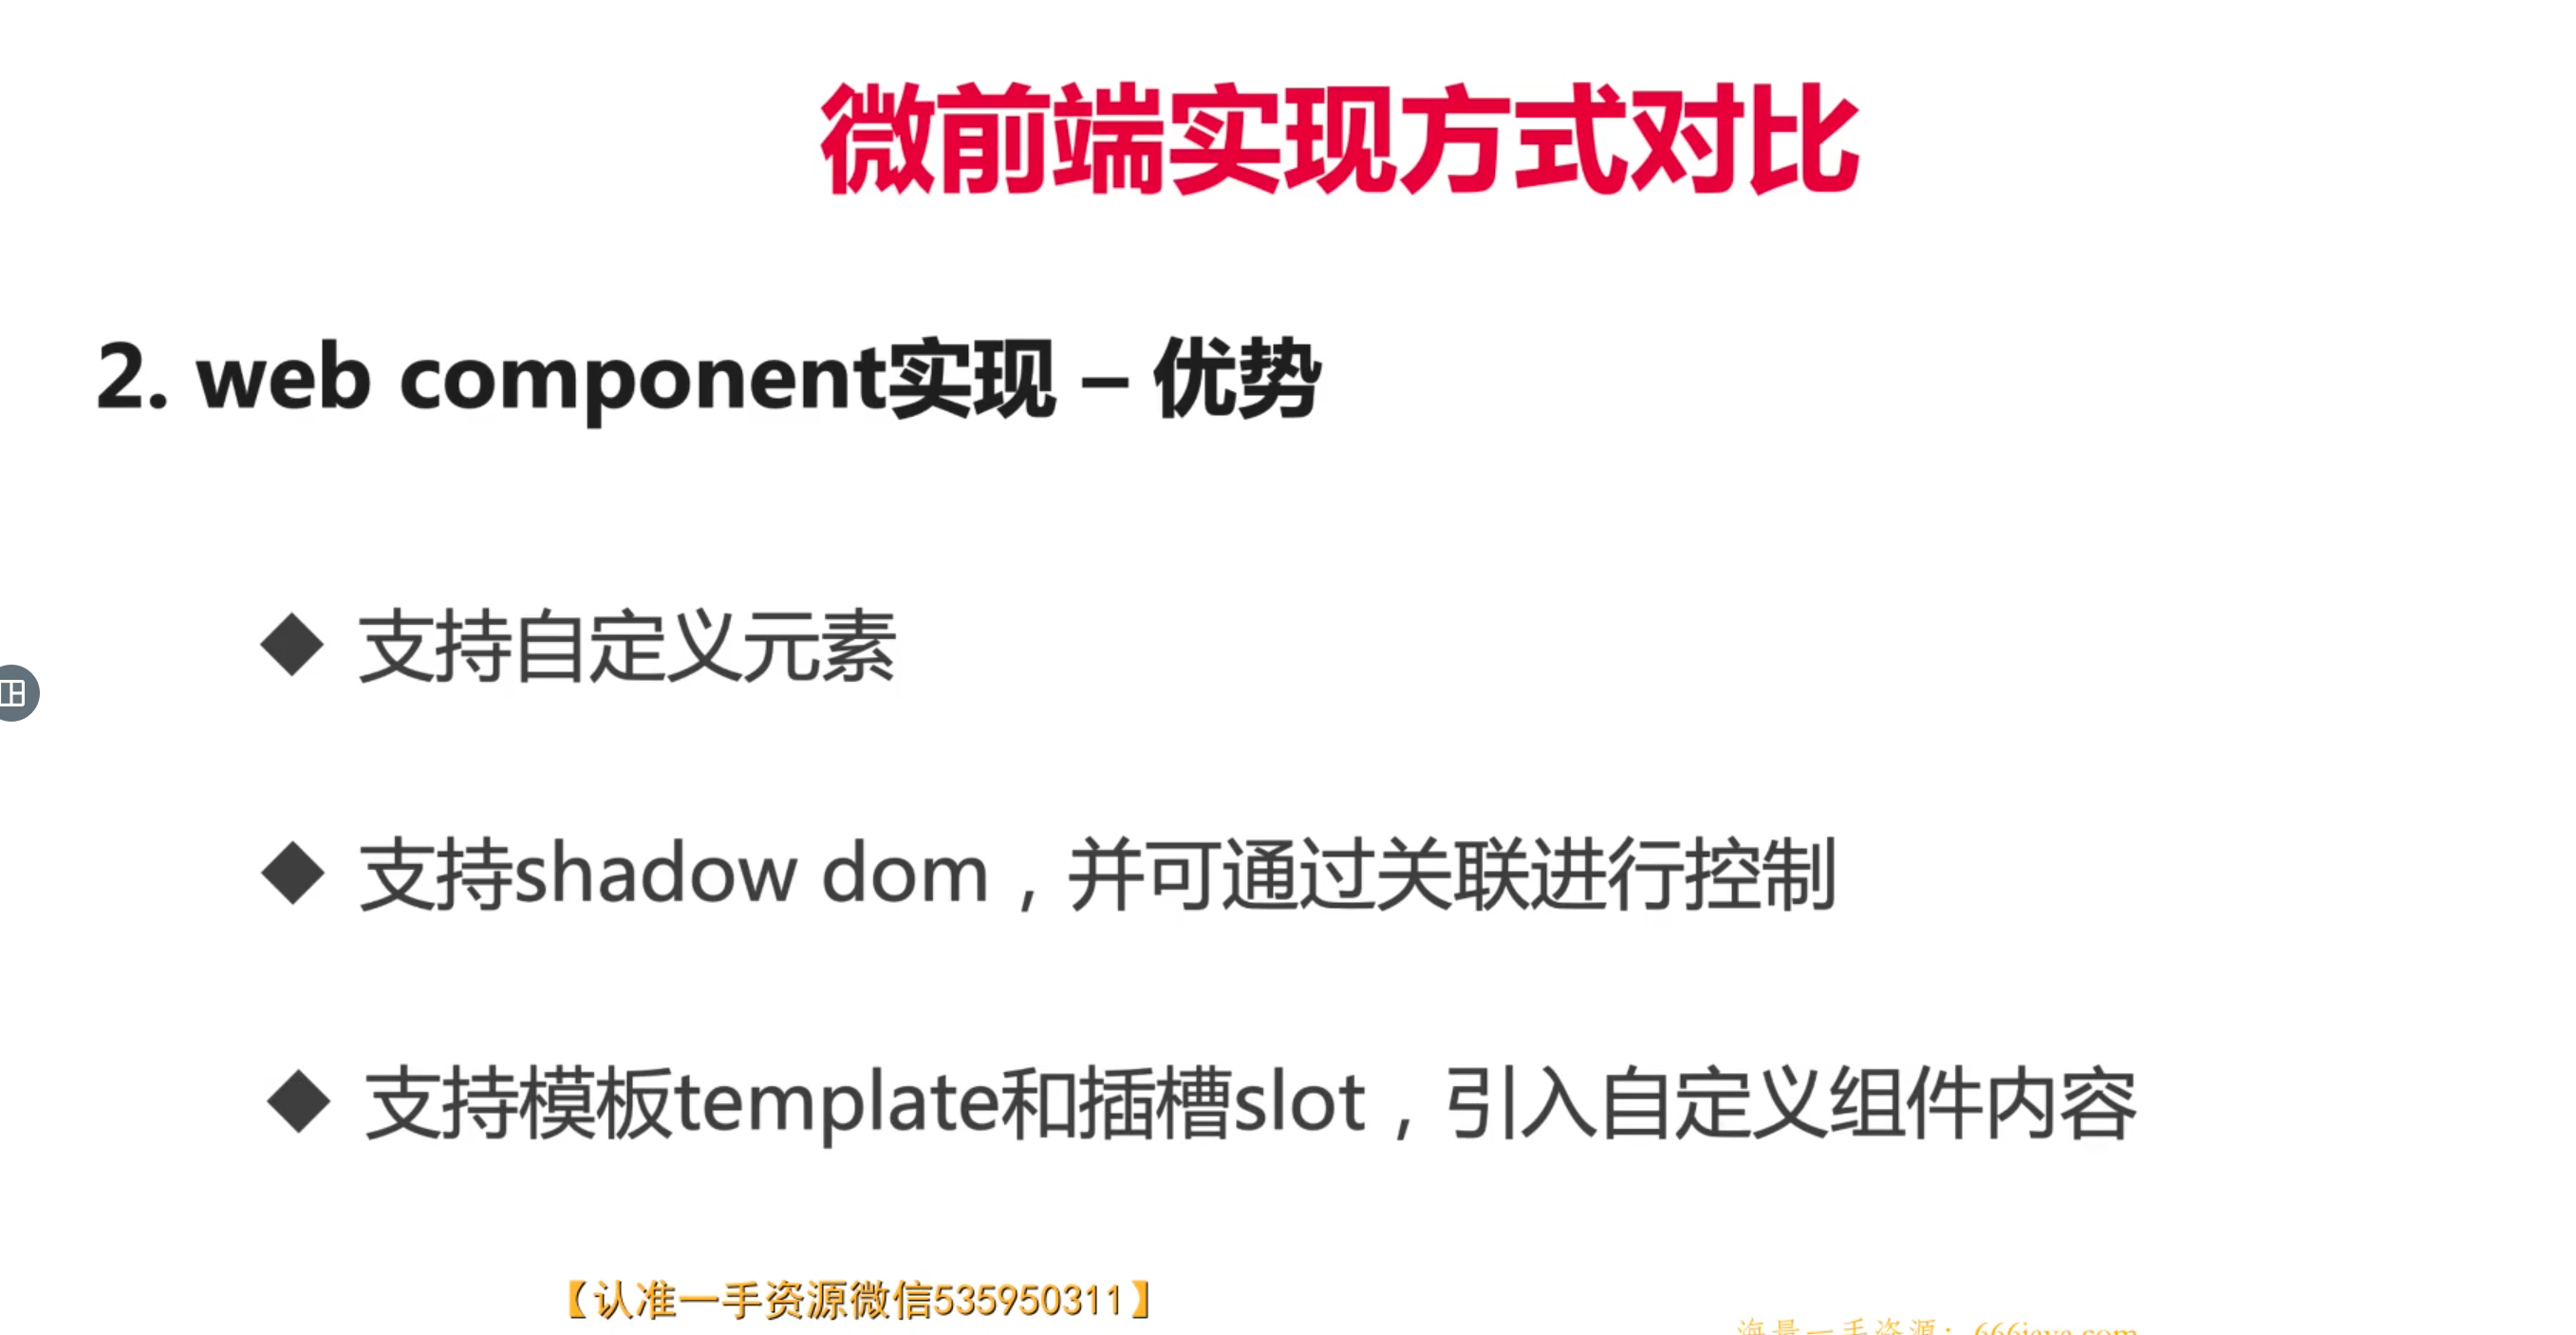 微前端实现方式对比
2. web component实现 – 优势
◆ 支持自定义元素
◆ 支持shadow dom，并可通过关联进行控制
◆ 支持模板template和插槽slot，引入自定义组件内容
【认准一手资源微信535950311】
海量一手资源：666java.com